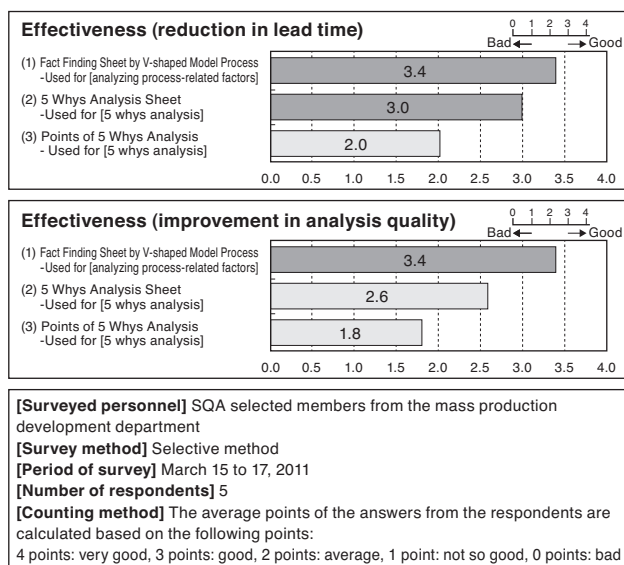 Effectiveness (reduction in lead time)
0 1 2 3 4
Bad Good
(1) Fact Finding Sheet by V-shaped Model Process
-Used for [analyzing process-related factors]
3.4
(2) 5 Whys Analysis Sheet
-Used for [5 whys analysis]
3.0
(3) Points of 5 Whys Analysis
- Used for [5 whys analysis]
2.0
0.0 0.5 1.0 2.0 3.0 3.5 4.0
Effectiveness (improvement in analysis quality)
0 1 2 3 4
Bad Good
(1) Fact Finding Sheet by V-shaped Model Process
-Used for [analyzing process-related factors]
3.4
(2) 5 Whys Analysis Sheet
-Used for [5 whys analysis]
2.6
(3) Points of 5 Whys Analysis
-Used for [5 whys analysis]
1.8
0.0 0.5 1.0 2.0 2.5 3.0 3.5 4.0
[Surveyed personnel] SQA selected members from the mass production
development department
[Survey method] Selective method
[Period of survey] March 15 to 17, 2011
[Number of respondents] 5
[Counting method] The average points of the answers from the respondents are
calculated based on the following points:
4 points: very good, 3 points: good, 2 points: average, 1 point: not so good, 0 points: bad